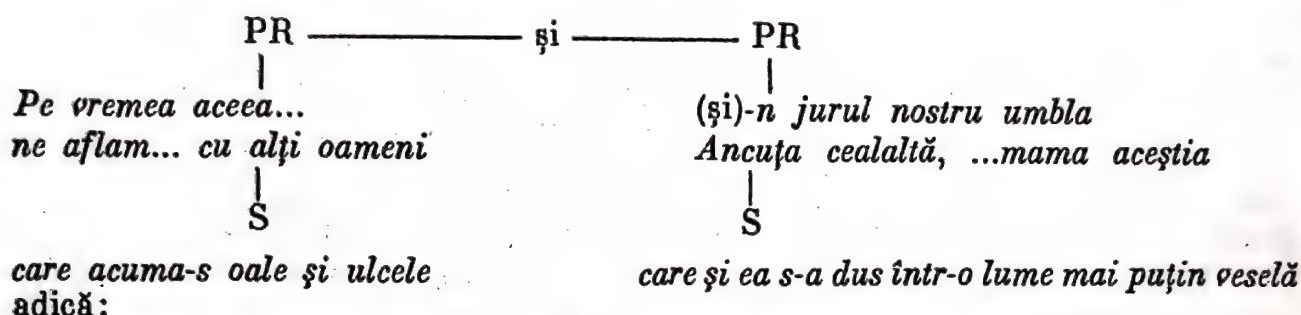 PR — și — PR
Pe vremea aceea... (și)-n jurul nostru umbla
ne aflam... cu alți oameni Ancuța cealaltă, ...mama aceștia
S S
care acuma-s oale și ulcele care și ea s-a dus într-o lume mai puțin veselă
adică: